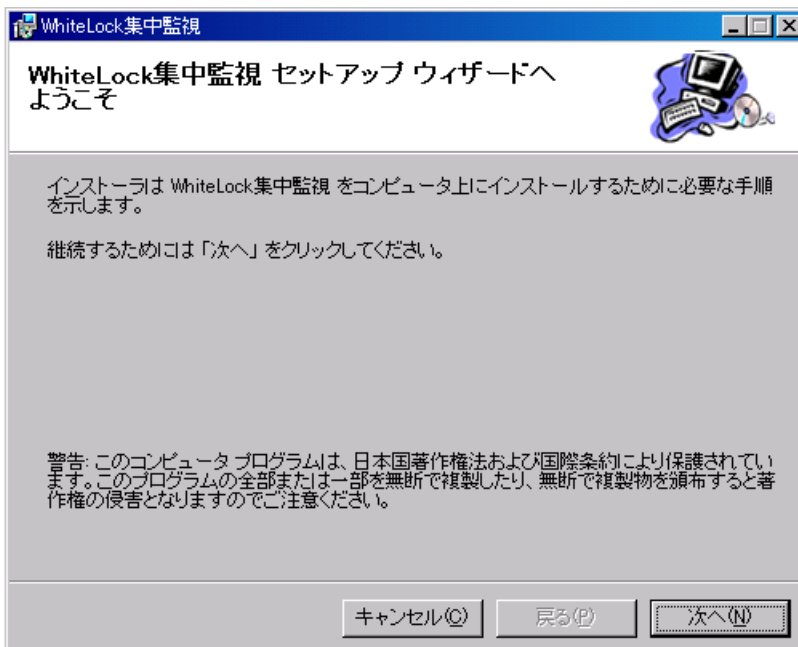 WhiteLock集中監視
WhiteLock集中監視 セットアップ ウィザードへ
ようこそ
インストーラは WhiteLock集中監視 をコンピュータ上にインストールするために必要な手順
を示します。
継続するためには「次へ」をクリックしてください。
警告: このコンピュータ プログラムは、日本国著作権法および国際条約により保護されてい
ます。このプログラムの全部または一部を無断で複製したり、無断で複製物を頒布すると著
作権の侵害となりますのでご注意ください。
キャンセル(C) 戻る(P) 次へ(N)